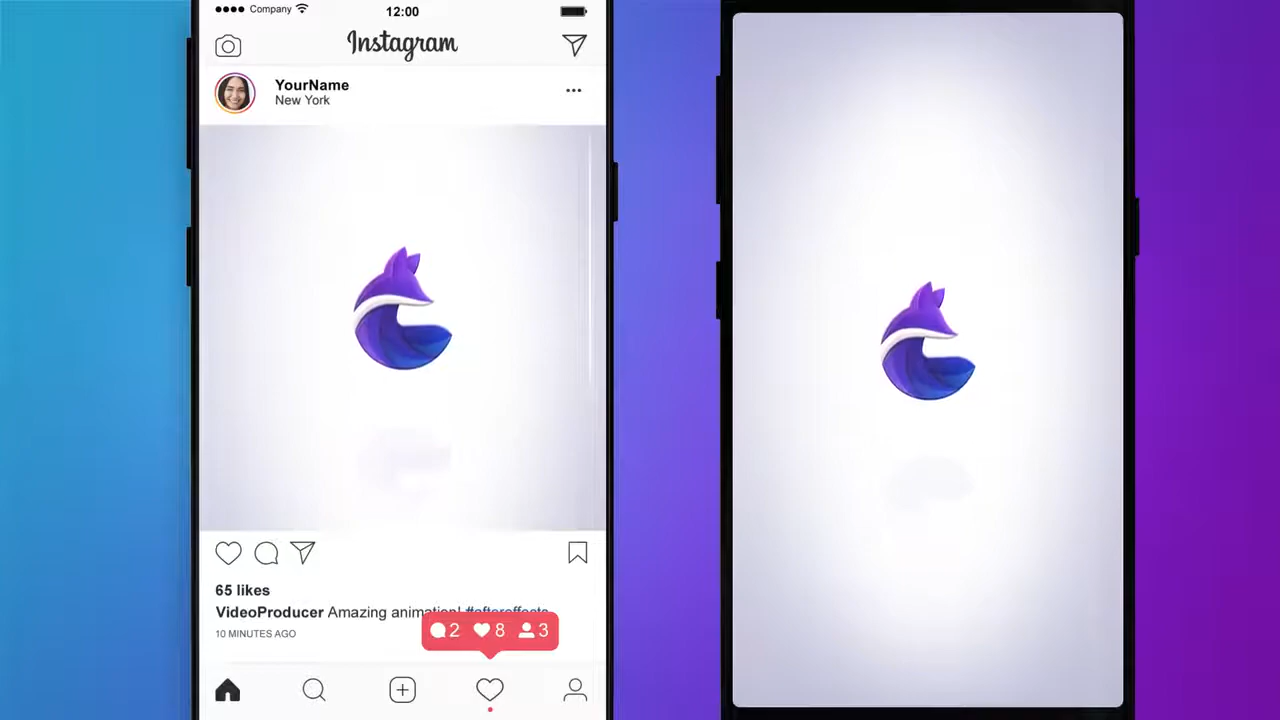 Company
12:00
Instagram
YourName
New York
65 likes
VideoProducer Amazing animation! #aftereffects
10 MINUTES AGO
2 8 3